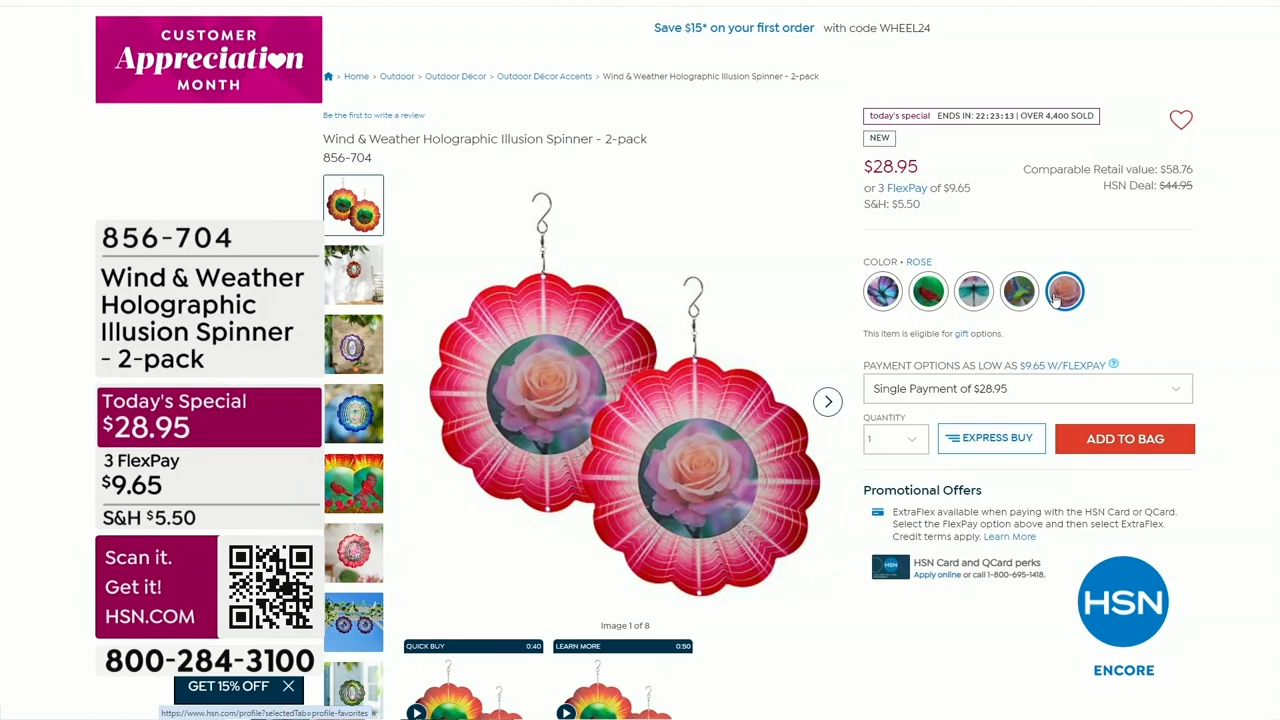 CUSTOMER
Appreciation
MONTH
Save $15* on your first order with code WHEEL24
> Home > Outdoor > Outdoor Décor > Outdoor Décor Accents > Wind & Weather Holographic Illusion Spinner - 2-pack
Be the first to write a review
Wind & Weather Holographic Illusion Spinner - 2-pack
856-704
today's special ENDS IN: 22:23:13 | OVER 4,400 SOLD
NEW
$28.95
Comparable Retail value: $58.76
or 3 FlexPay of $9.65
HSN Deal: $44.95
S&H: $5.50
COLOR • ROSE
This item is eligible for gift options.
PAYMENT OPTIONS AS LOW AS $9.65 W/FLEXPAY ?
Single Payment of $28.95
QUANTITY
1
EXPRESS BUY
ADD TO BAG
Promotional Offers
ExtraFlex available when paying with the HSN Card or QCard.
Select the FlexPay option above and then select ExtraFlex.
Credit terms apply. Learn More
HSN
HSN Card and QCard perks
Apply online or call 1-800-695-1418.
HSN
ENCORE
856-704
Wind & Weather
Holographic
Illusion Spinner
- 2-pack
Today's Special
$28.95
3 FlexPay
$9.65
S&H $5.50
Scan it.
Get it!
HSN.COM
800-284-3100
GET 15% OFF
https://www.hsn.com/profile?selectedTab=profile-favorites
Image 1 of 8
QUICK BUY 0:40
LEARN MORE 0:50